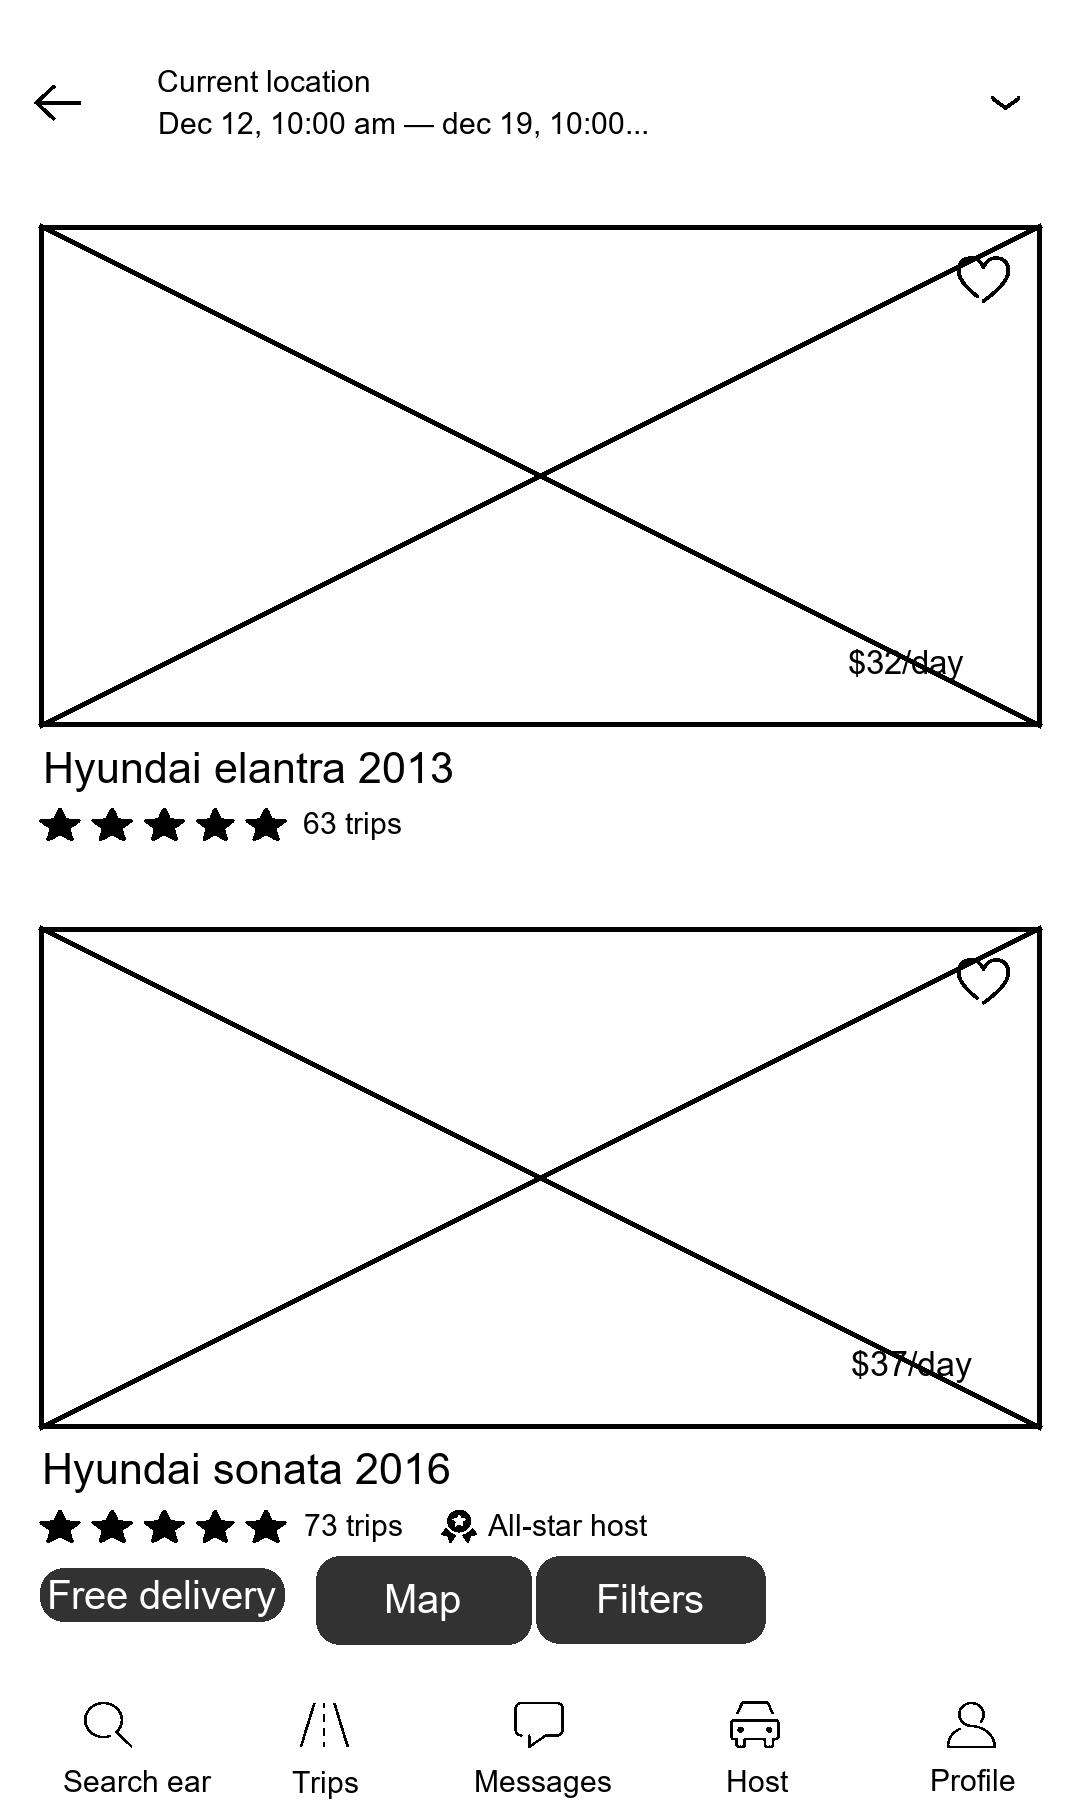 Current location
Dec 12, 10:00 am — dec 19, 10:00...
$32/day
Hyundai elantra 2013
63 trips
$37/day
Hyundai sonata 2016
73 trips All-star host
Free delivery Map Filters
Search ear Trips Messages Host Profile